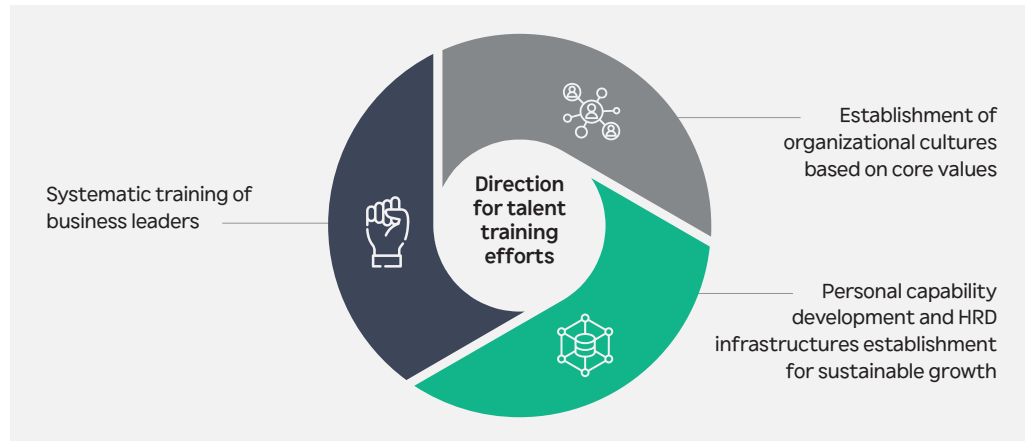 Establishment of
organizational cultures
based on core values
Systematic training of
business leaders
Direction
for talent
training
efforts
Personal capability
development and HRD
infrastructures establishment
for sustainable growth